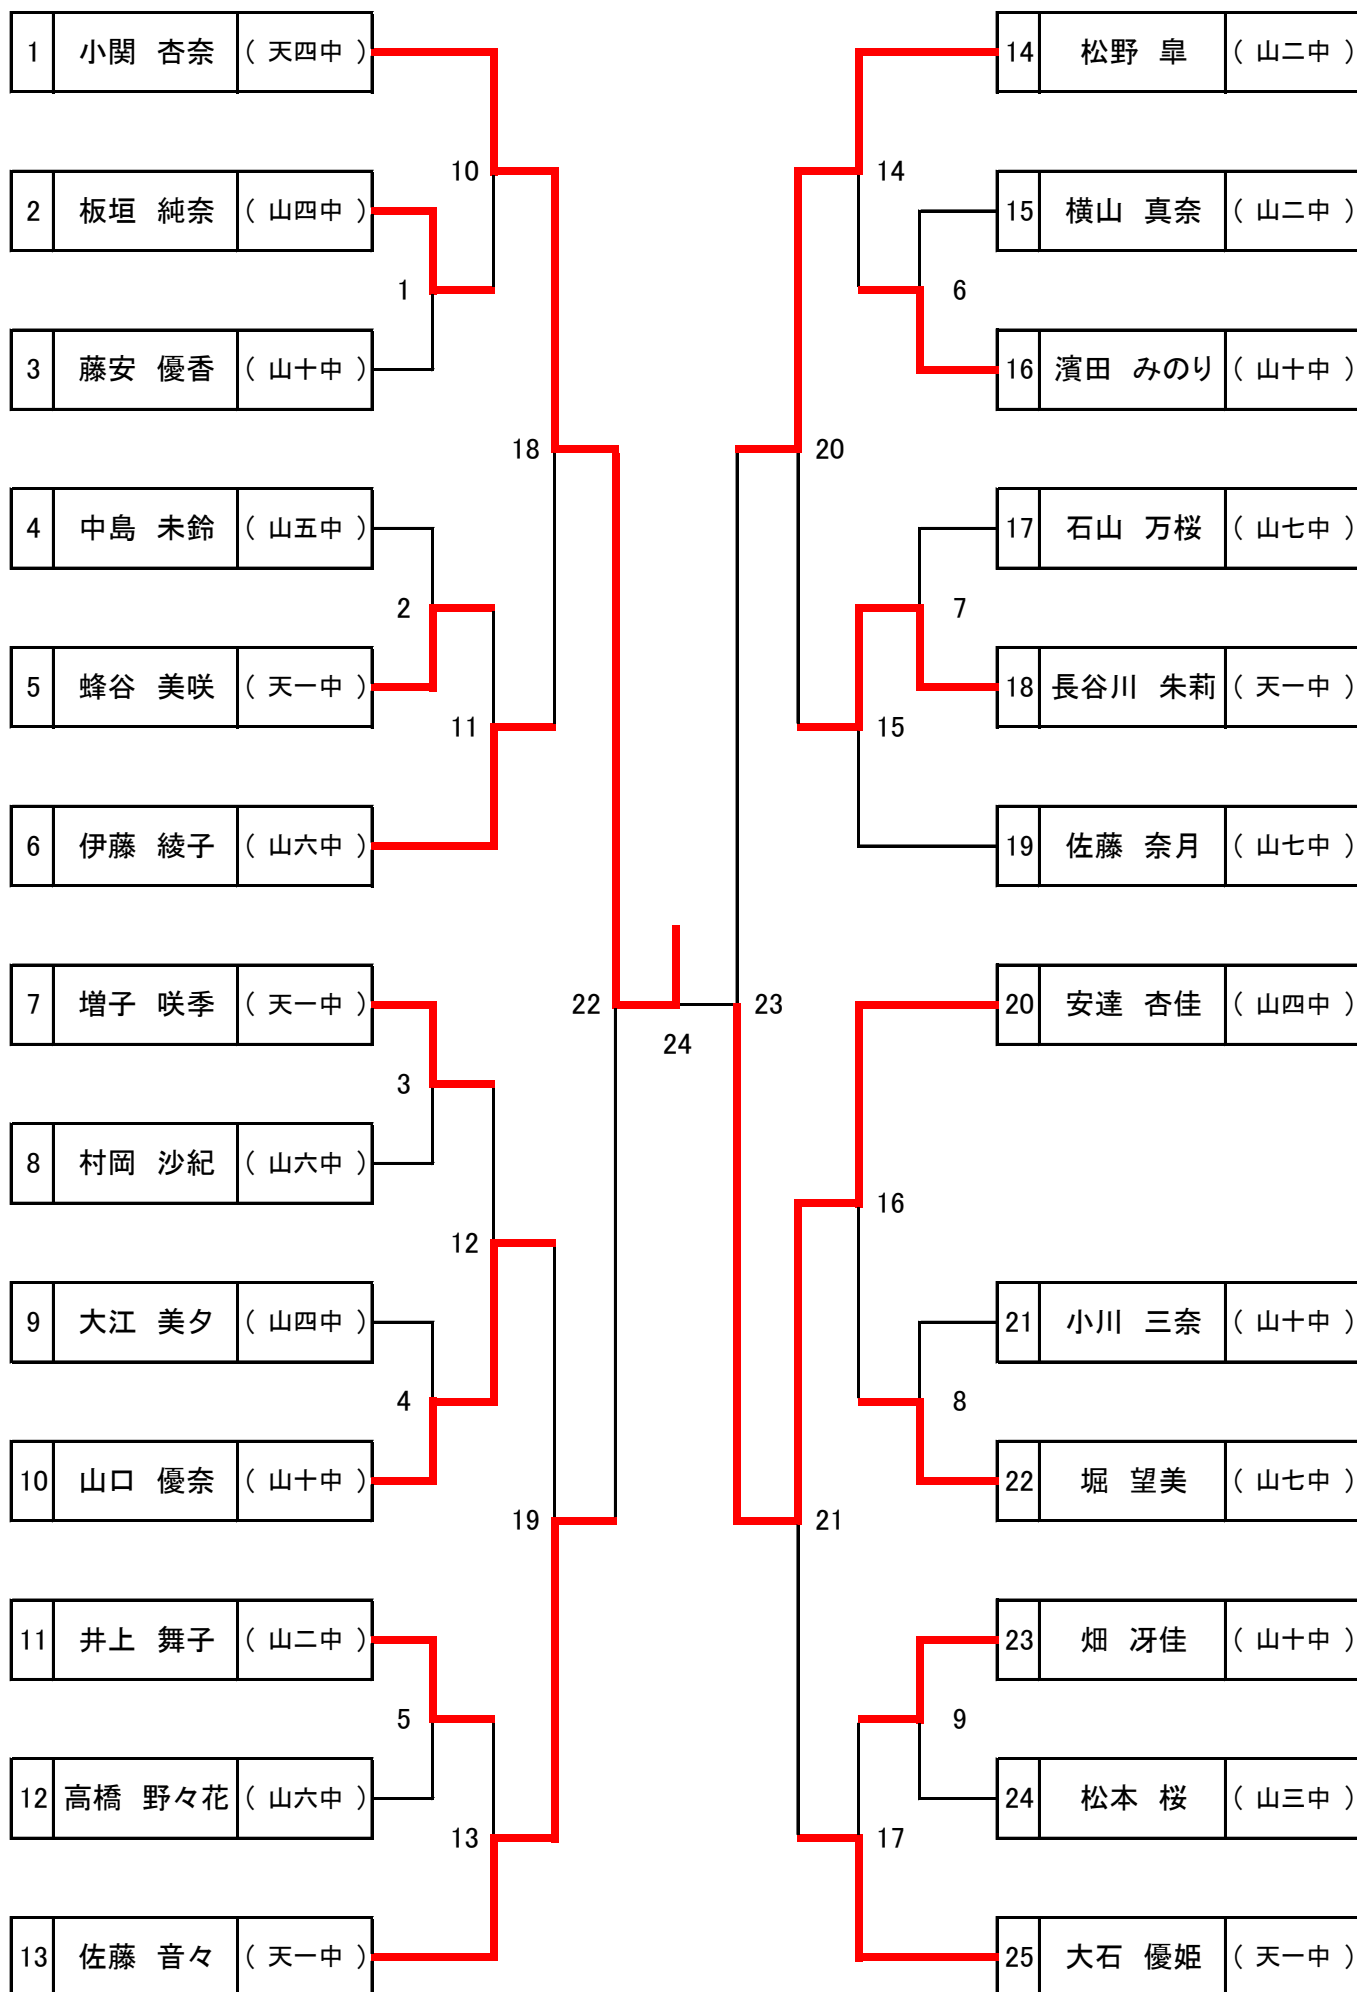 1 小関 杏奈 ( 天四中 )
14 松野 皐 ( 山二中 )
10
14
2 板垣 純奈 ( 山四中 )
15 横山 真奈 ( 山二中 )
1
6
3 藤安 優香 ( 山十中 )
16 濱田 みのり ( 山十中 )
18
20
4 中島 未鈴 ( 山五中 )
17 石山 万桜 ( 山七中 )
2
7
5 蜂谷 美咲 ( 天一中 )
18 長谷川 朱莉 ( 天一中 )
11
15
6 伊藤 綾子 ( 山六中 )
19 佐藤 奈月 ( 山七中 )
7 増子 咲季 ( 天一中 )
22
23
20 安達 杏佳 ( 山四中 )
24
3
8 村岡 沙紀 ( 山六中 )
16
12
9 大江 美夕 ( 山四中 )
21 小川 三奈 ( 山十中 )
4
8
10 山口 優奈 ( 山十中 )
22 堀 望美 ( 山七中 )
19
21
11 井上 舞子 ( 山二中 )
23 畑 冴佳 ( 山十中 )
5
9
12 高橋 野々花 ( 山六中 )
24 松本 桜 ( 山三中 )
13
17
13 佐藤 音々 ( 天一中 )
25 大石 優姫 ( 天一中 )